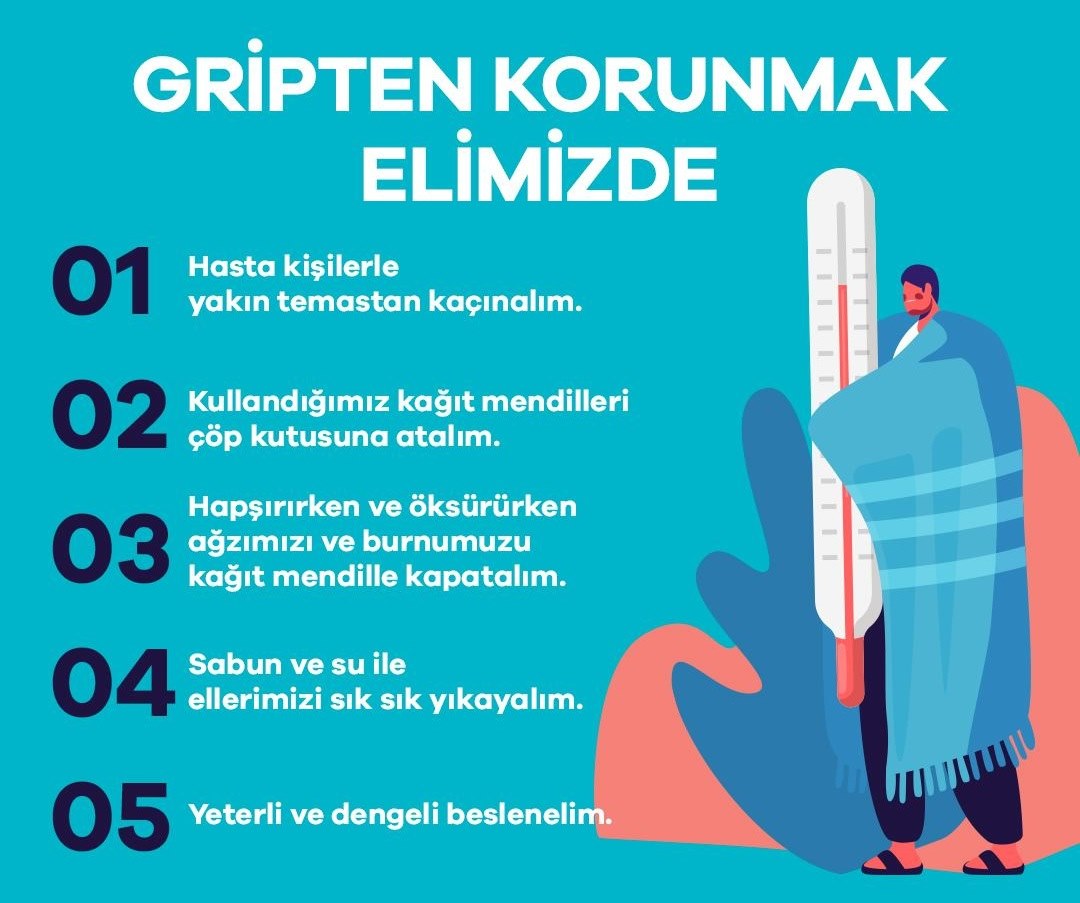 GRİPTEN KORUNMAK
ELİMİZDE
01
Hasta kişilerle
yakın temastan kaçınalım.
02
Kullandığımız kağıt mendilleri
çöp kutusuna atalım.
03
Hapşırırken ve öksürürken
ağzımızı ve burnumuzu
kağıt mendille kapatalım.
04
Sabun ve su ile
ellerimizi sık sık yıkayalım.
05
Yeterli ve dengeli beslenelim.